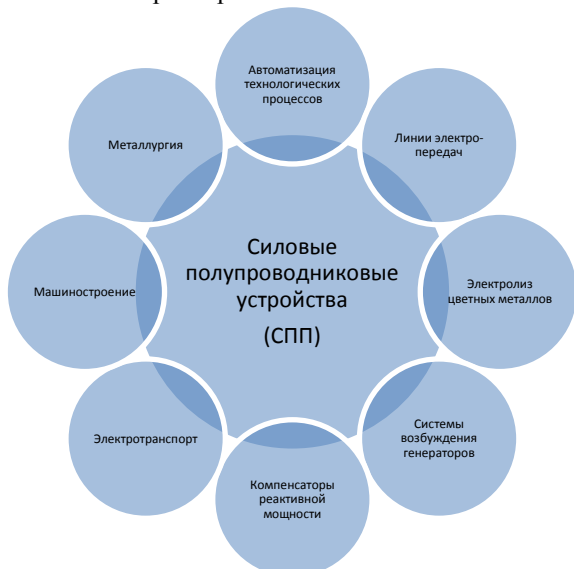 Автоматизация
технологических
процессов
Линии электро-
передач
Электролиз
цветных металлов
Системы
возбуждения
генераторов
Компенсаторы
реактивной
мощности
Электротранспорт
Машиностроение
Металлургия
Силовые
полупроводниковые
устройства
(СПП)